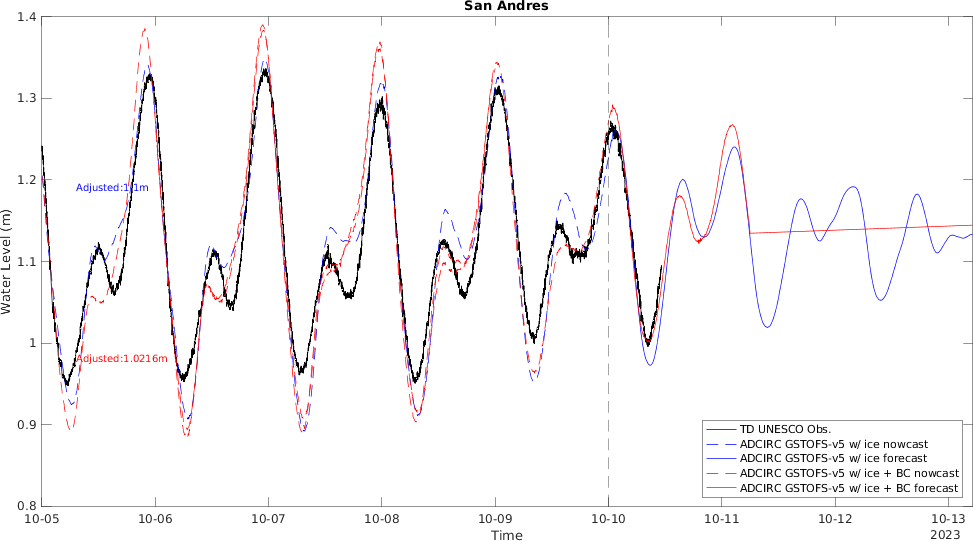 San Andres
1.4
1.3
1.2
1.1
1
0.9
0.8
Water Level (m)
Adjusted:1.1m
Adjusted:1.0216m
TD UNESCO Obs.
ADCIRC GSTOFS-v5 w/ ice nowcast
ADCIRC GSTOFS-v5 w/ ice forecast
ADCIRC GSTOFS-v5 w/ ice + BC nowcast
ADCIRC GSTOFS-v5 w/ ice + BC forecast
10-05 10-06 10-07 10-08 10-09 10-10 10-11 10-12 10-13
Time
2023